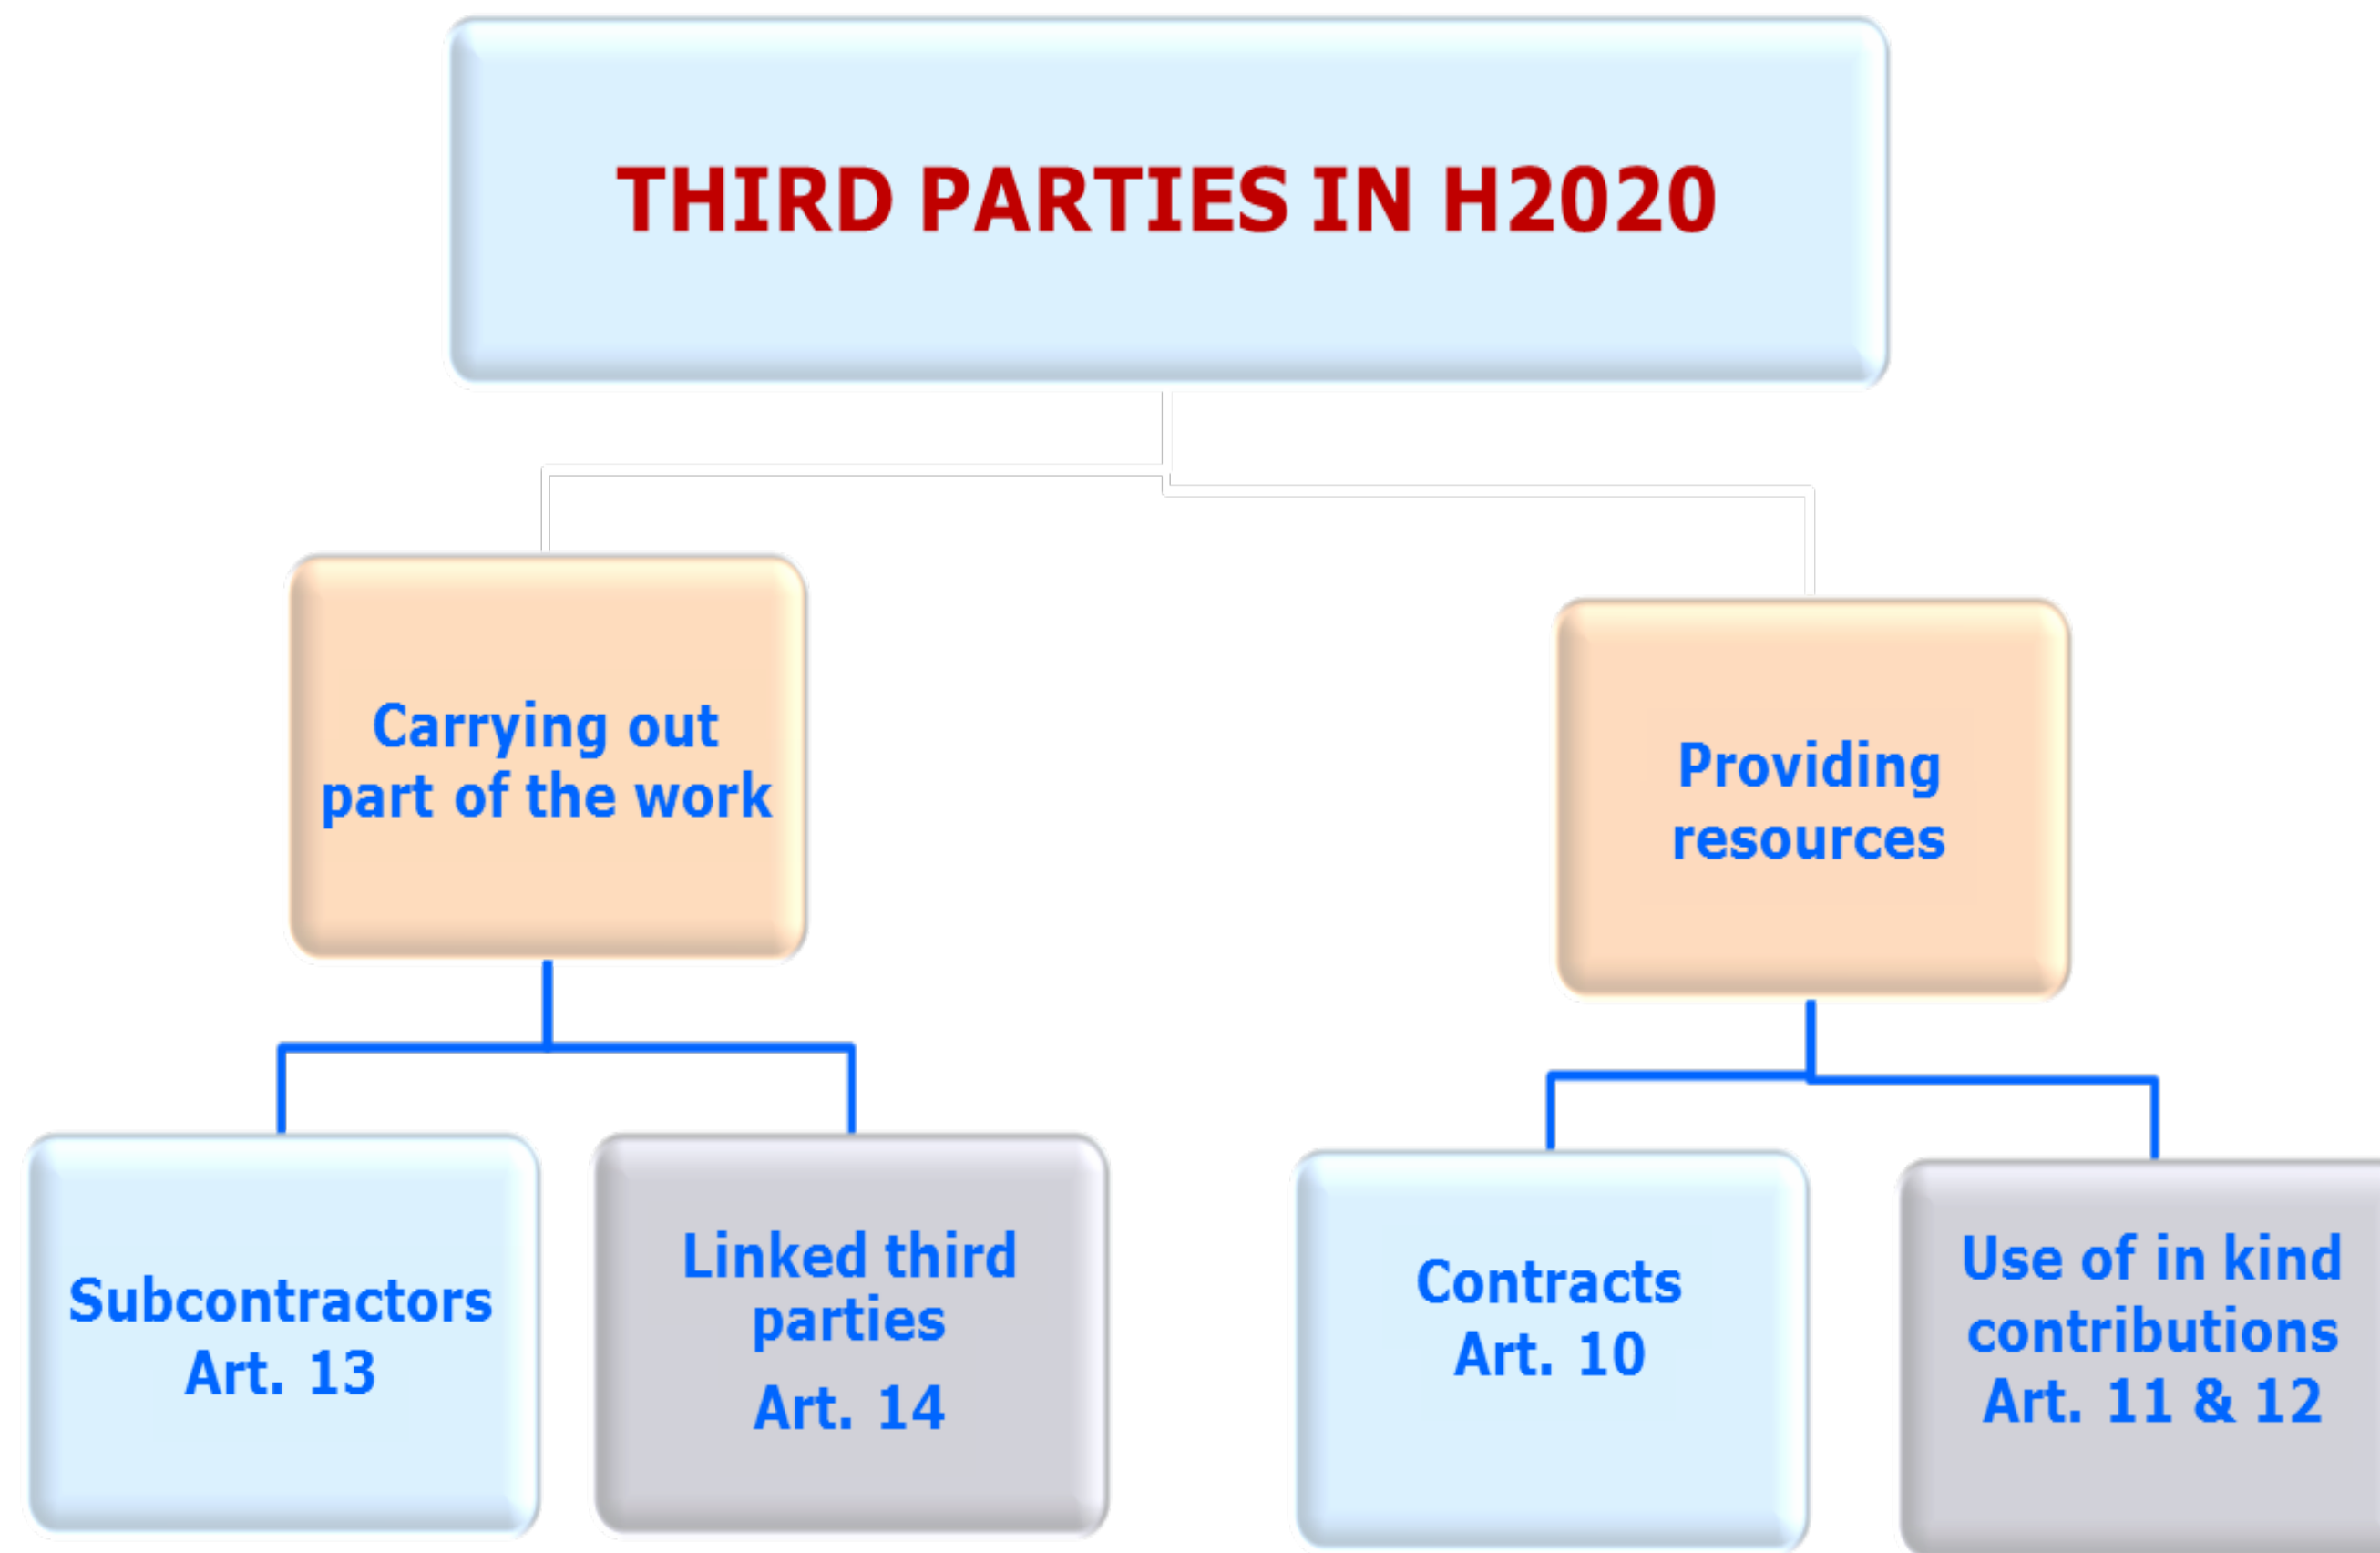 THIRD PARTIES IN H2020
Carrying out
part of the work
Providing
resources
Subcontractors
Art. 13
Linked third
parties
Art. 14
Contracts
Art. 10
Use of in kind
contributions
Art. 11 & 12